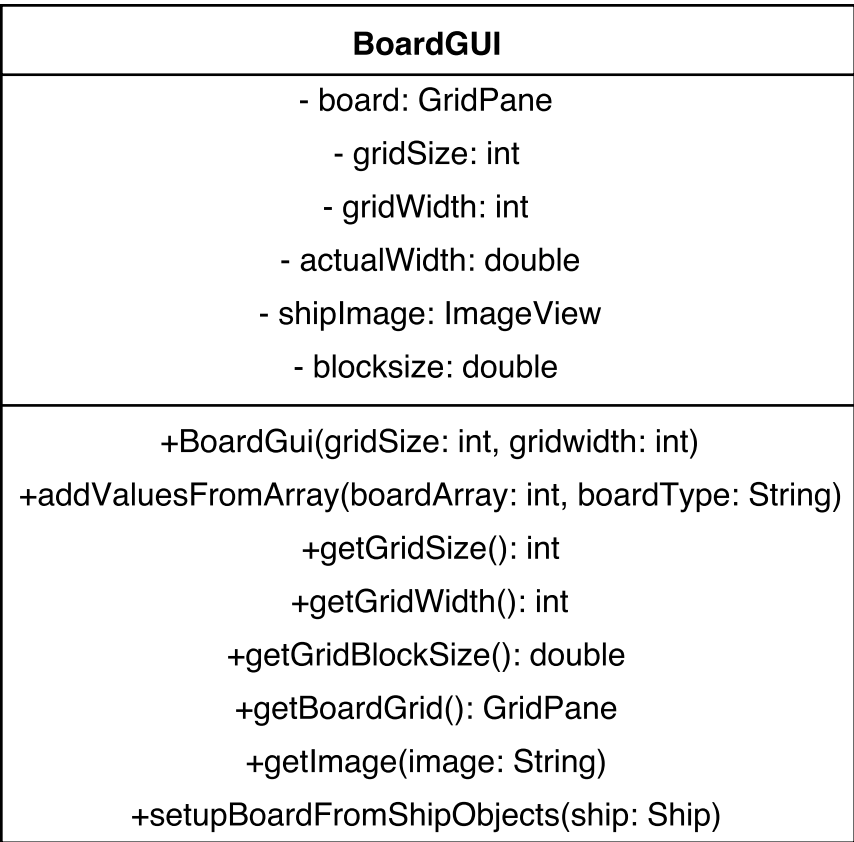 BoardGUI
- board: GridPane
- gridSize: int
- gridWidth: int
- actualWidth: double
- shipImage: ImageView
- blocksize: double
+BoardGui(gridSize: int, gridwidth: int)
+addValuesFromArray(boardArray: int, boardType: String)
+getGridSize(): int
+getGridWidth(): int
+getGridBlockSize(): double
+getBoardGrid(): GridPane
+getImage(image: String)
+setupBoardFromShipObjects(ship: Ship)